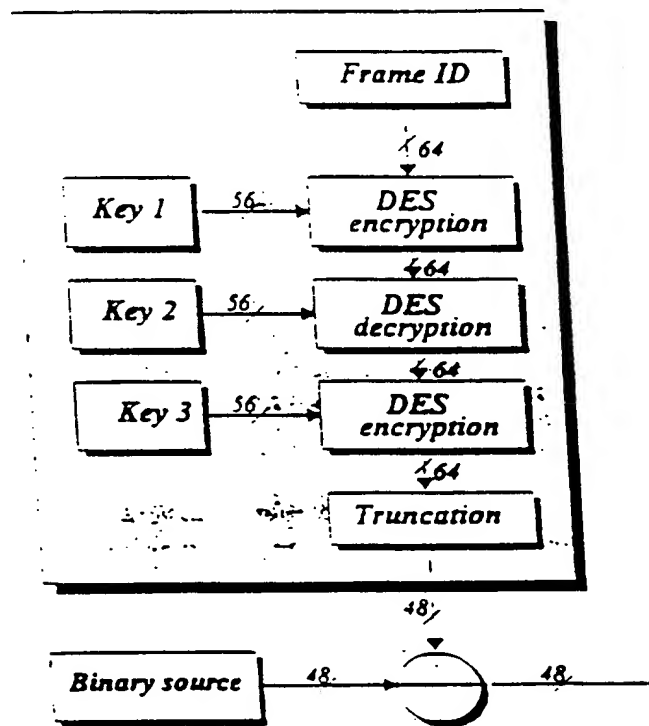 Frame ID
64
Key 1
56
DES
encryption
64
Key 2
56
DES
decryption
64
Key 3
56
DES
encryption
64
Truncation
48
Binary source
48
48